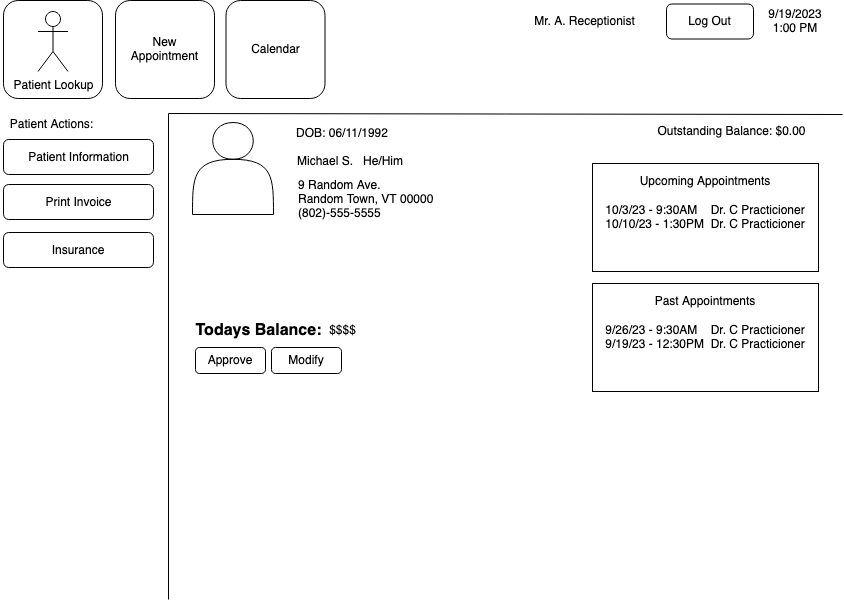 Mr. A. Receptionist
Log Out
9/19/2023
1:00 PM
New
Appointment
Calendar
Patient Lookup
Patient Actions:
Patient Information
Print Invoice
Insurance
DOB: 06/11/1992
Michael S. He/Him
9 Random Ave.
Random Town, VT 00000
(802)-555-5555
Todays Balance: $$$$
Approve
Modify
Outstanding Balance: $0.00
Upcoming Appointments
10/3/23 - 9:30AM Dr. C Practicioner
10/10/23 - 1:30PM Dr. C Practicioner
Past Appointments
9/26/23 - 9:30AM Dr. C Practicioner
9/19/23 - 12:30PM Dr. C Practicioner